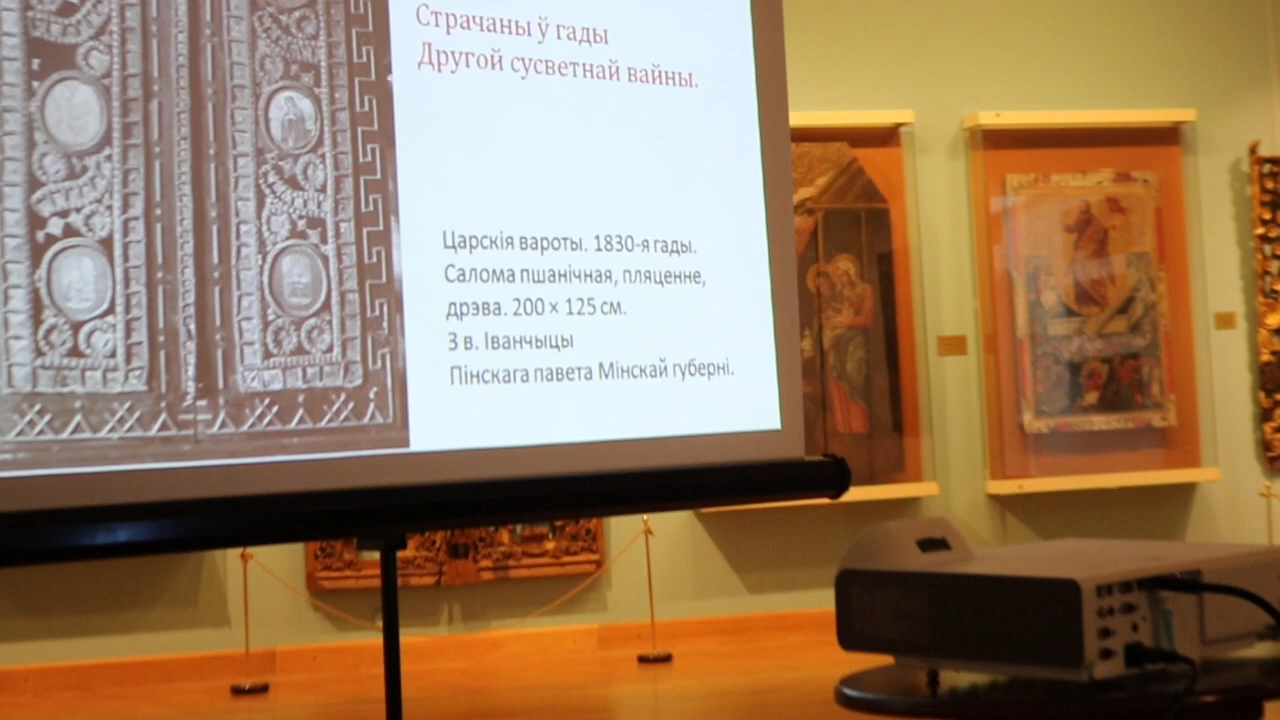 Страчаны ў гады
Другой сусветнай вайны.
Царскія вароты. 1830-я гады.
Салома пшанічная, пляценне,
дрэва. 200 × 125 см.
З в. Іванчыцы
Пінскага павета Мінскай губерні.